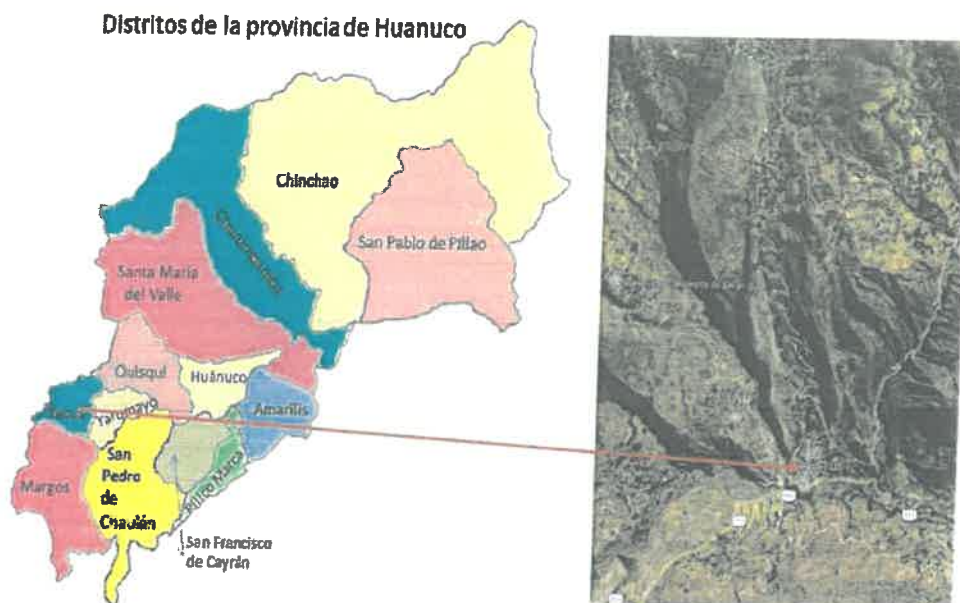 Distritos de la provincia de Huanuco
Chinchao
San Pablo de Pillao
Santa María
del Valle
Quisqui
Huánuco
Amarilis
Yarumayo
San
Pedro
de
Chaulán
Margos
Pillco Marca
San Francisco
de Cayrán